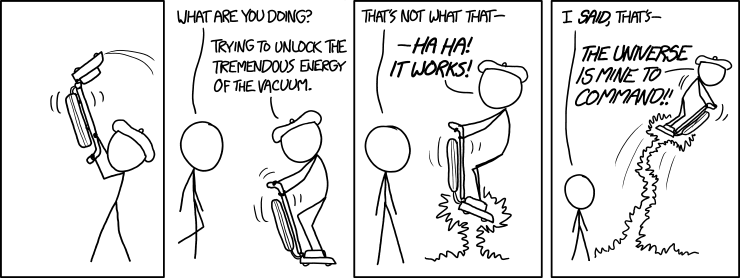 WHAT ARE YOU DOING?
TRYING TO UNLOCK THE
TREMENDOUS ENERGY
OF THE VACUUM.
THAT'S NOT WHAT THAT—
—HA HA!
IT WORKS!
I SAID, THAT'S—
THE UNIVERSE
IS MINE TO
COMMAND!!